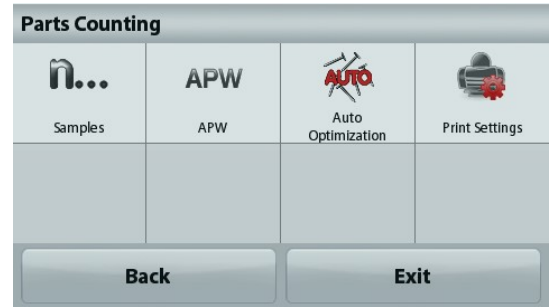 Parts Counting
n...
APW
AUTO
Samples
APW
Auto
Optimization
Print Settings
Back
Exit